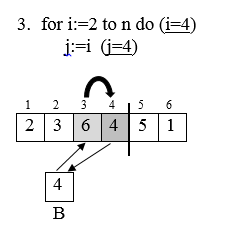 3. for i:=2 to n do (i=4)
j:=i (j=4)
1 2 3 4 5 6
2 3 6 4 5 1
4
B